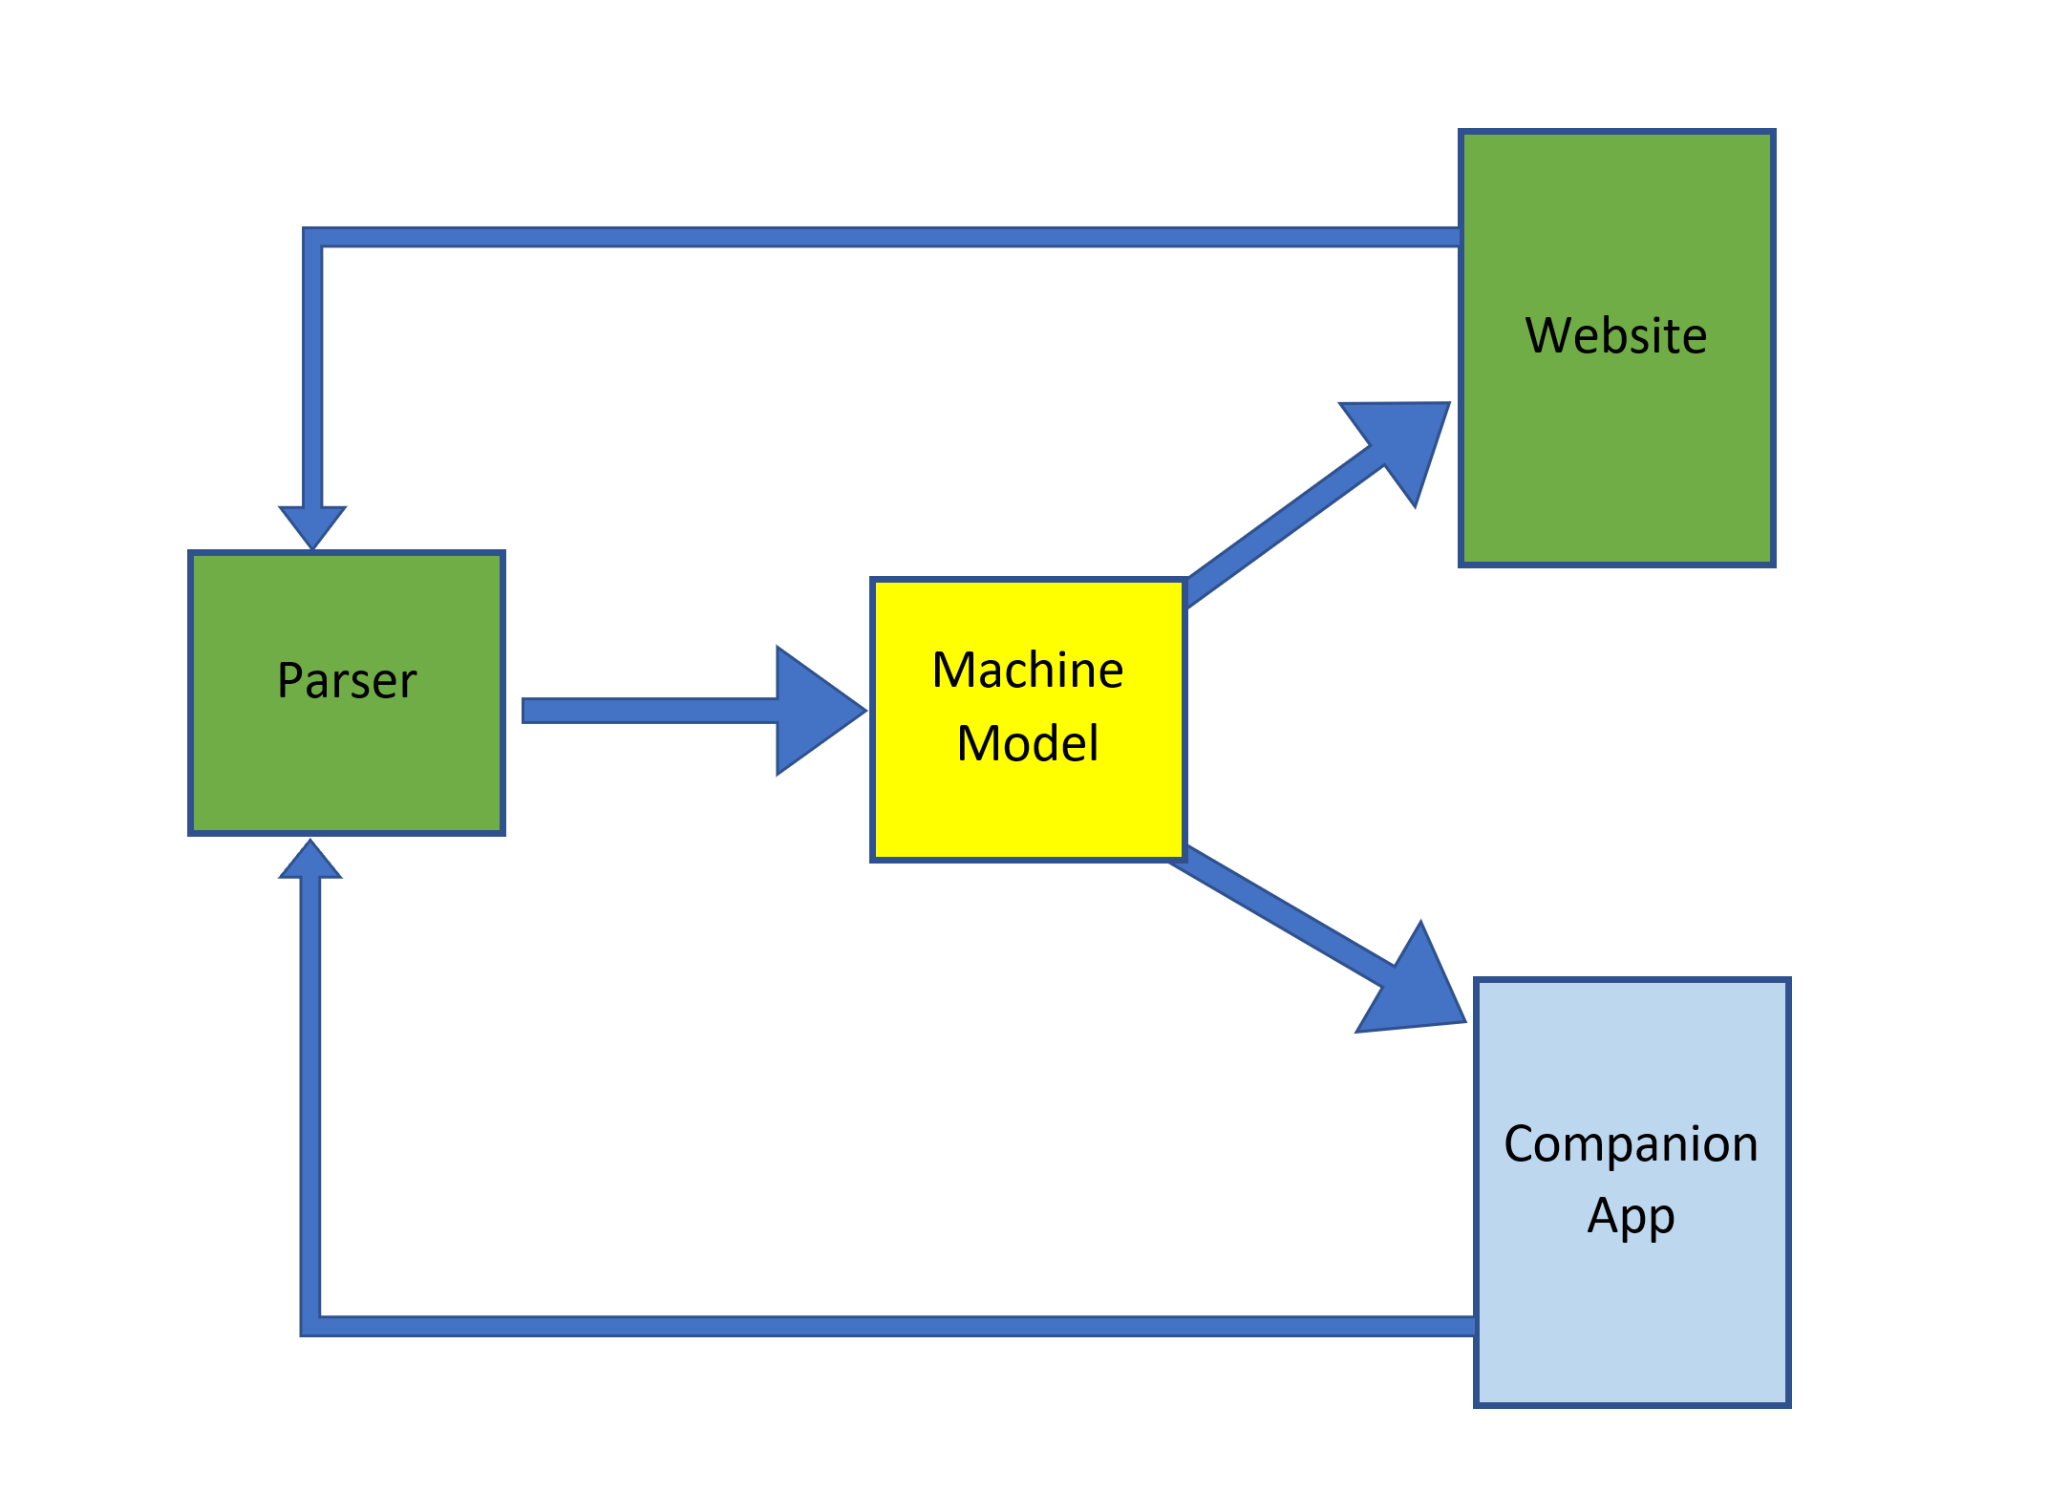 Website
Parser
Machine
Model
Companion
App